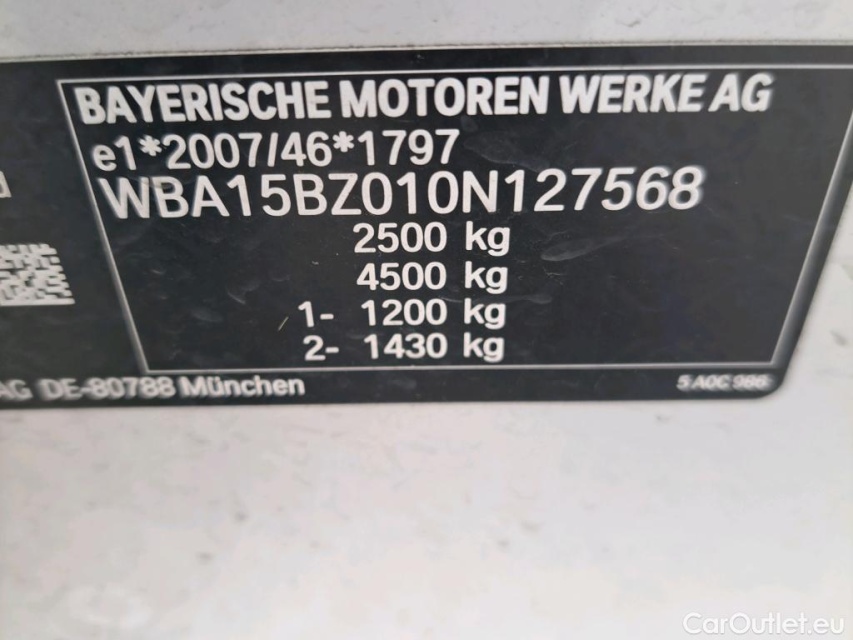 BAYERISCHE MOTOREN WERKE AG
e1*2007/46*1797
WBA15BZ010N127568
2500 kg
4500 kg
1- 1200 kg
2- 1430 kg
AG DE-80788 München
5 AQC 986
CarOutlet.eu